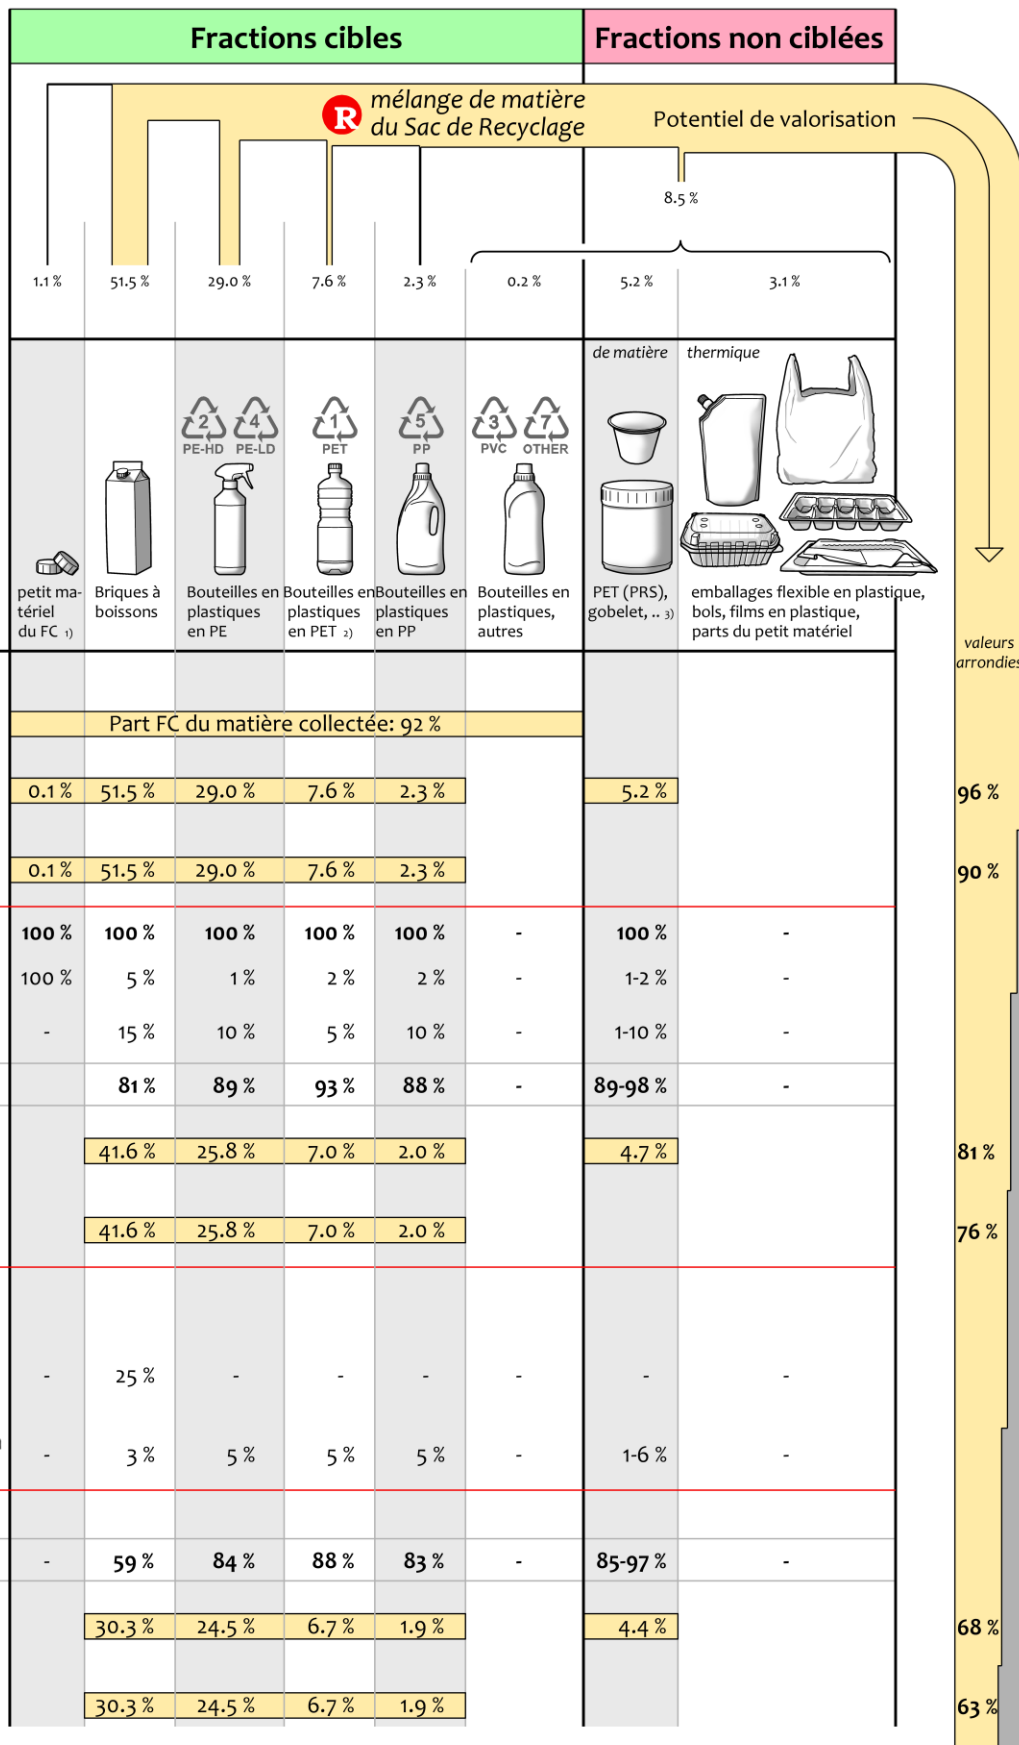 Fractions cibles Fractions non ciblées
R mélange de matière
du Sac de Recyclage
Potentiel de valorisation
8.5 %
1.1 % 51.5 % 29.0 % 7.6 % 2.3 % 0.2 % 5.2 % 3.1 %
de matière thermique
2 4 1 5 3 7
PE-HD PE-LD PET PP PVC OTHER
petit ma-
tériel
du FC 1)
Briques à
boissons
Bouteilles en
plastiques
en PE
Bouteilles en
plastiques
en PET 2)
Bouteilles en
plastiques
en PP
Bouteilles en
plastiques,
autres
PET (PRS),
gobelet, .. 3)
emballages flexible en plastique,
bols, films en plastique,
parts du petit matériel
valeurs
arrondies
Part FC du matière collectée: 92 %
0.1 % 51.5 % 29.0 % 7.6 % 2.3 % 5.2 % 96 %
0.1 % 51.5 % 29.0 % 7.6 % 2.3 % 90 %
100 % 100 % 100 % 100 % 100 % - 100 % -
100 % 5 % 1 % 2 % 2 % - 1-2 % -
- 15 % 10 % 5 % 10 % - 1-10 % -
81 % 89 % 93 % 88 % - 89-98 % -
41.6 % 25.8 % 7.0 % 2.0 % 4.7 % 81 %
41.6 % 25.8 % 7.0 % 2.0 % 76 %
- 25 % - - - - - -
- 3 % 5 % 5 % 5 % - 1-6 % -
- 59 % 84 % 88 % 83 % - 85-97 % -
30.3 % 24.5 % 6.7 % 1.9 % 4.4 % 68 %
30.3 % 24.5 % 6.7 % 1.9 % 63 %